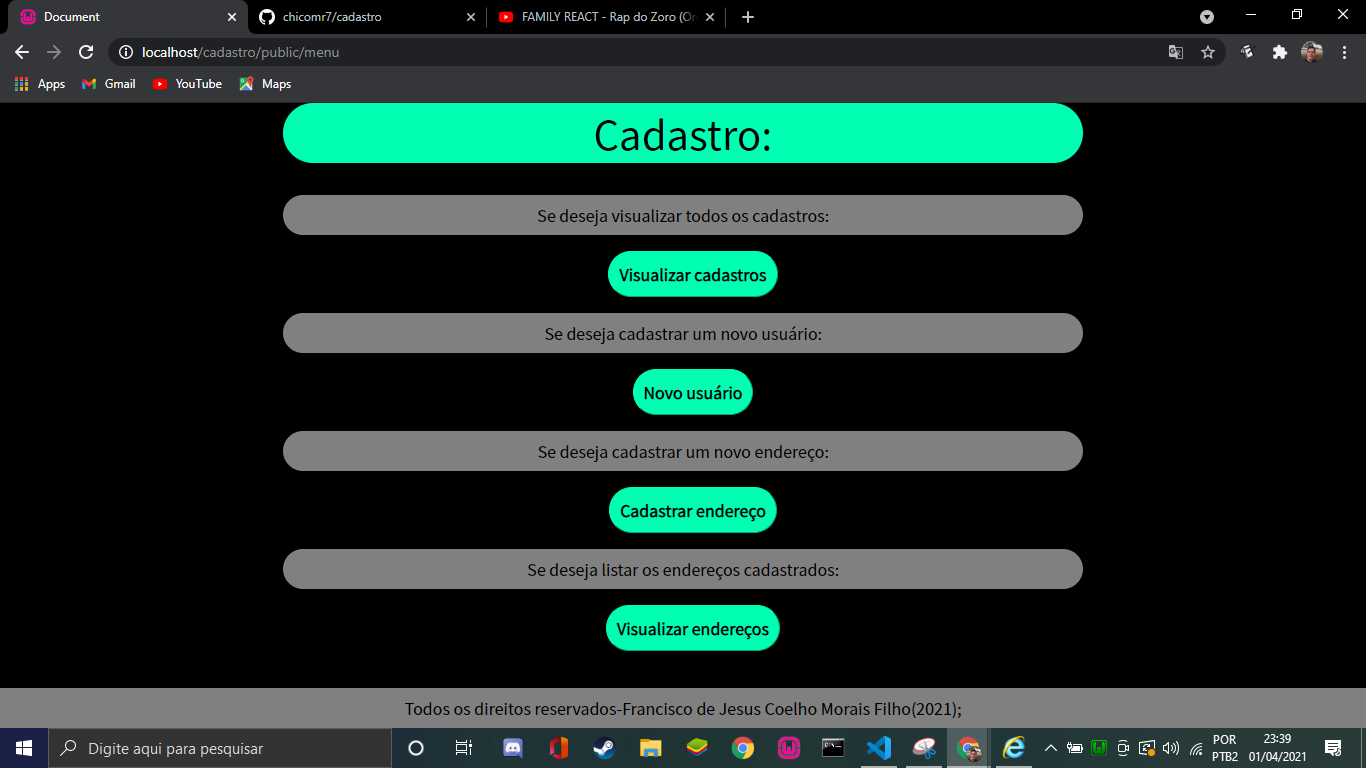 Document
chicomr7/cadastro
FAMILY REACT - Rap do Zoro (Or
localhost/cadastro/public/menu
Apps
Gmail
YouTube
Maps
Cadastro:
Se deseja visualizar todos os cadastros:
Visualizar cadastros
Se deseja cadastrar um novo usuário:
Novo usuário
Se deseja cadastrar um novo endereço:
Cadastrar endereço
Se deseja listar os endereços cadastrados:
Visualizar endereços
Todos os direitos reservados-Francisco de Jesus Coelho Morais Filho(2021);
Digite aqui para pesquisar
POR
PTB2
23:39
01/04/2021